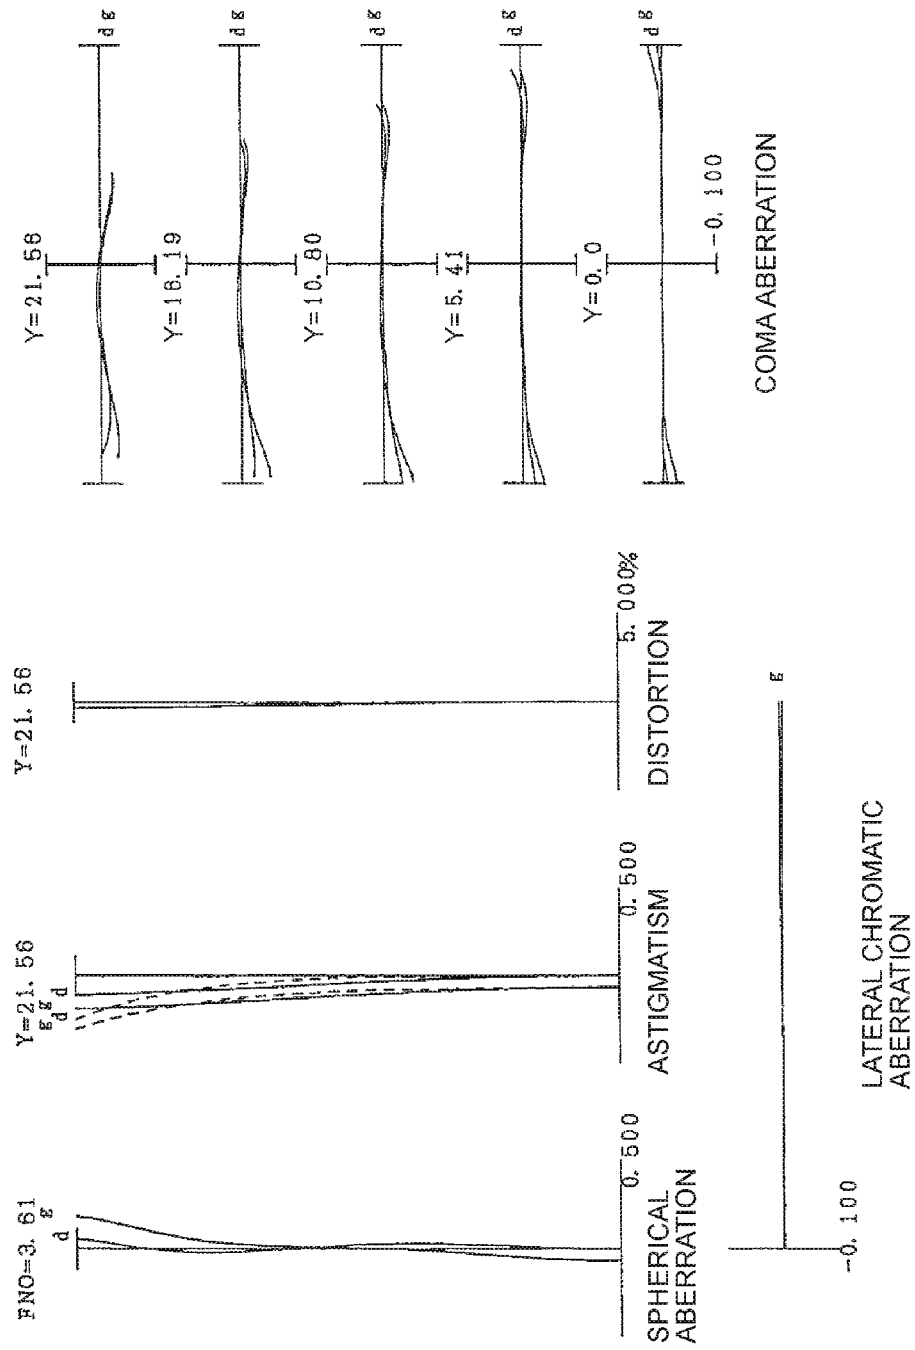 FNO=3. 61
g
d
0. 500
SPHERICAL
ABERRATION
Y=21. 56
g
g
d
d
0. 500
ASTIGMATISM
Y=21. 56
5. 000%
DISTORTION
Y=21. 56
d g
Y=16. 19
d g
Y=10. 80
d g
Y=5. 41
d g
Y=0. 0
d g
-0. 100
COMA ABERRATION
g
-0. 100
LATERAL CHROMATIC
ABERRATION